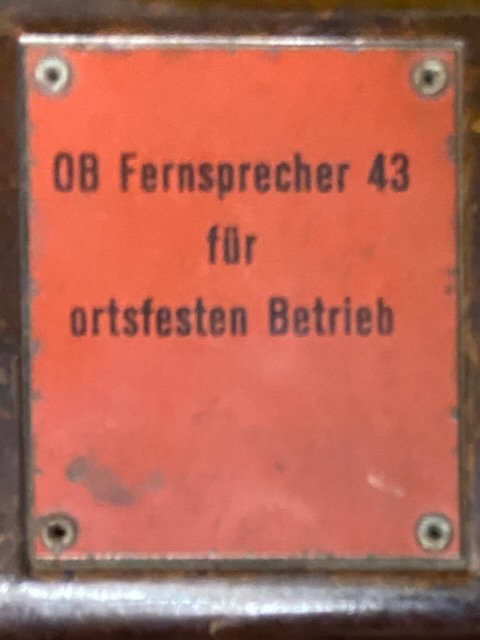 OB Fernsprecher 43
für
ortsfesten Betrieb